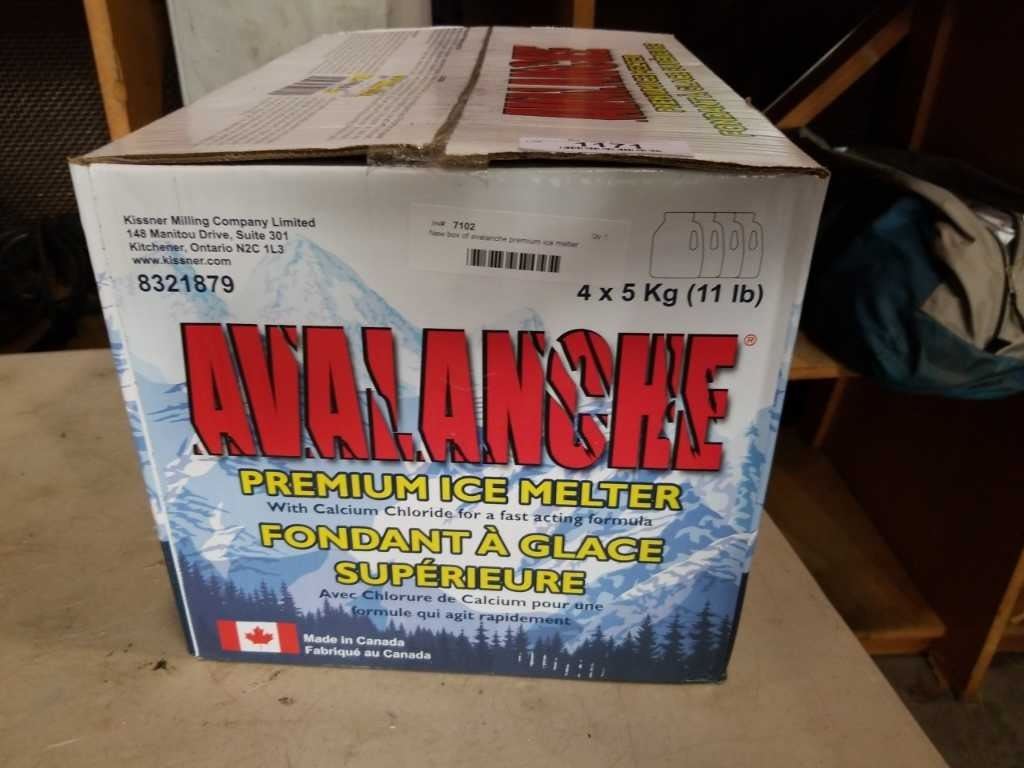 AVALANCHE
1171
Kissner Milling Company Limited
148 Manitou Drive, Suite 301
Kitchener, Ontario N2C 1L3
www.kissner.com
8321879
Inv# 7102
New box of avalanche premium ice melter
4 x 5 Kg (11 lb)
AVALANCHE®
PREMIUM ICE MELTER
With Calcium Chloride for a fast acting formula
FONDANT À GLACE
SUPÉRIEURE
Avec Chlorure de Calcium pour une
formule qui agit rapidement
Made in Canada
Fabriqué au Canada